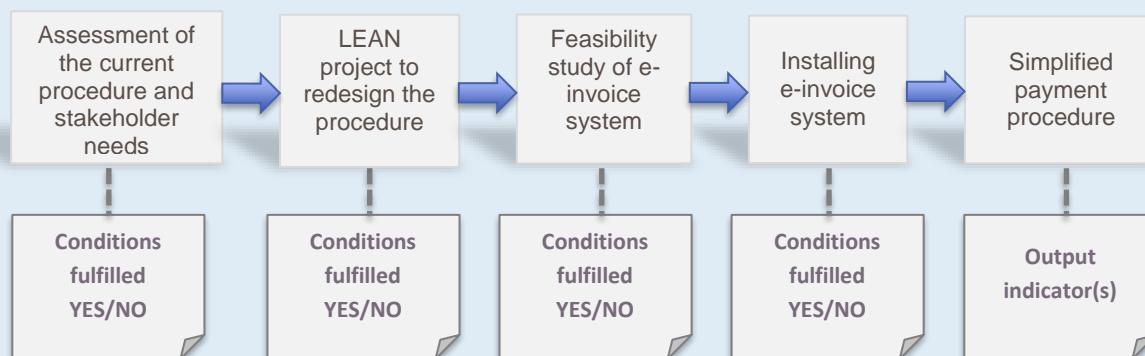 Assessment of
the current
procedure and
stakeholder
needs
LEAN
project to
redesign the
procedure
Feasibility
study of e-
invoice
system
Installing
e-invoice
system
Simplified
payment
procedure
Conditions
fulfilled
YES/NO
Conditions
fulfilled
YES/NO
Conditions
fulfilled
YES/NO
Conditions
fulfilled
YES/NO
Output
indicator(s)